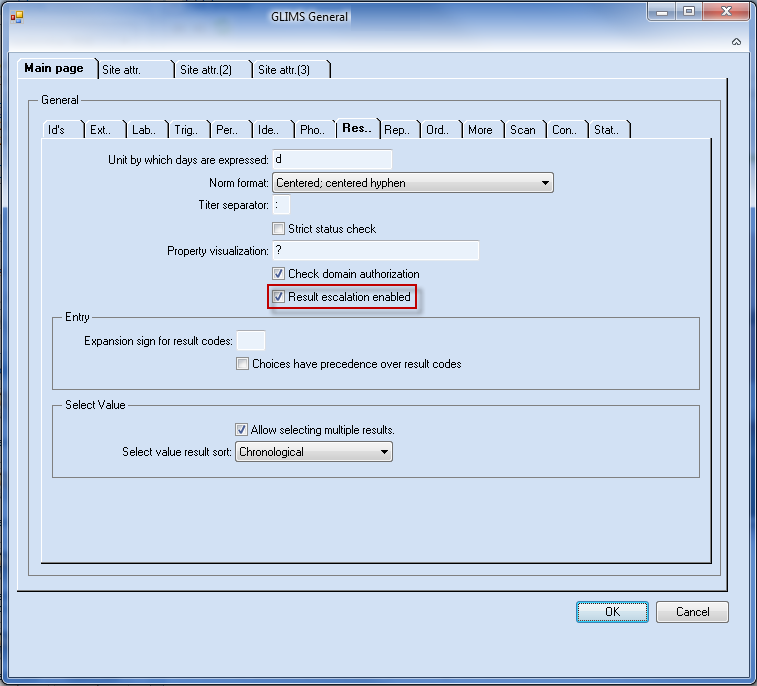 GLIMS General
Main page Site attr. Site attr.(2) Site attr.(3)
General
Id's Ext.. Lab.. Trig.. Per.. Ide.. Pho.. Res.. Rep.. Ord.. More Scan Con.. Stat..
Unit by which days are expressed: d
Norm format: Centered; centered hyphen
Titer separator: :
Strict status check
Property visualization: ?
Check domain authorization
Result escalation enabled
Entry
Expansion sign for result codes:
Choices have precedence over result codes
Select Value
Allow selecting multiple results.
Select value result sort: Chronological
OK Cancel